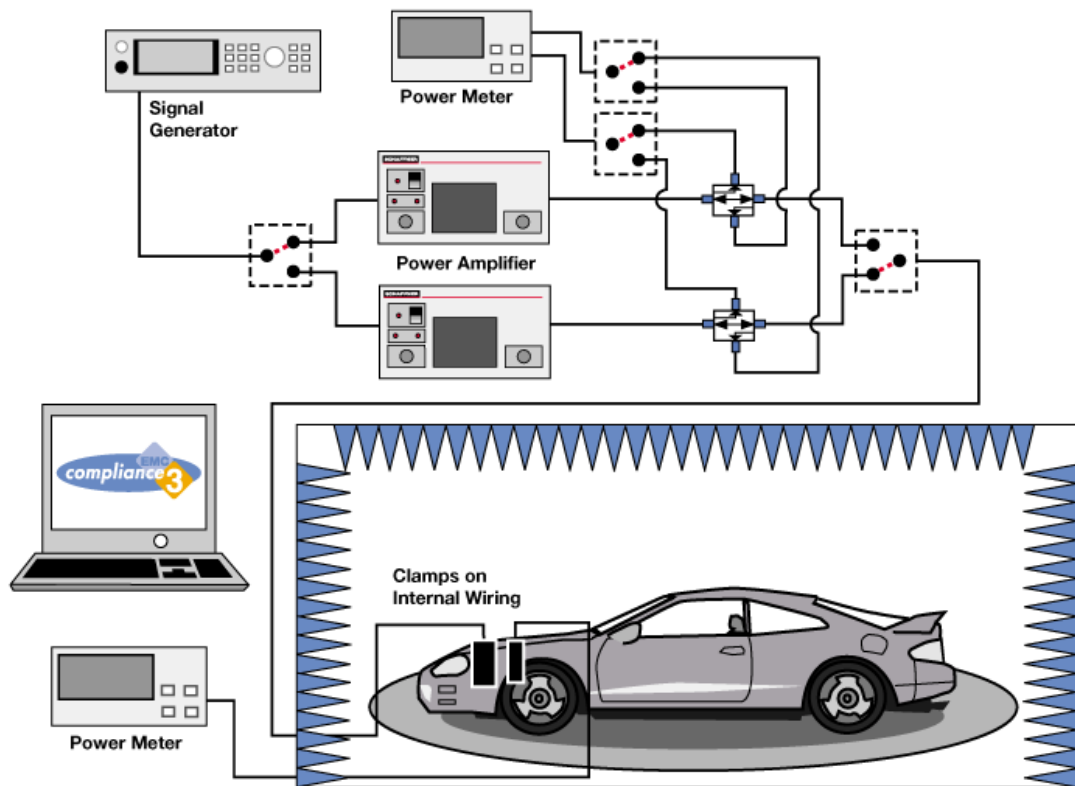 Signal
Generator
Power Meter
Power Amplifier
EMC
compliance 3
Clamps on
Internal Wiring
Power Meter